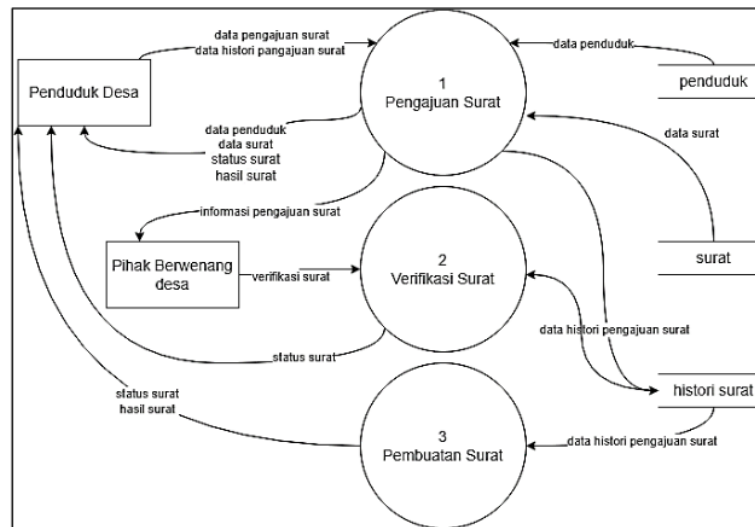 data pengajuan surat
data histori pangajuan surat
data penduduk
Penduduk Desa
1
Pengajuan Surat
penduduk
data penduduk
data surat
status surat
hasil surat
data surat
informasi pengajuan surat
Pihak Berwenang
desa
verifikasi surat
2
Verifikasi Surat
surat
data histori pengajuan surat
status surat
status surat
hasil surat
histori surat
3
Pembuatan Surat
data histori pengajuan surat